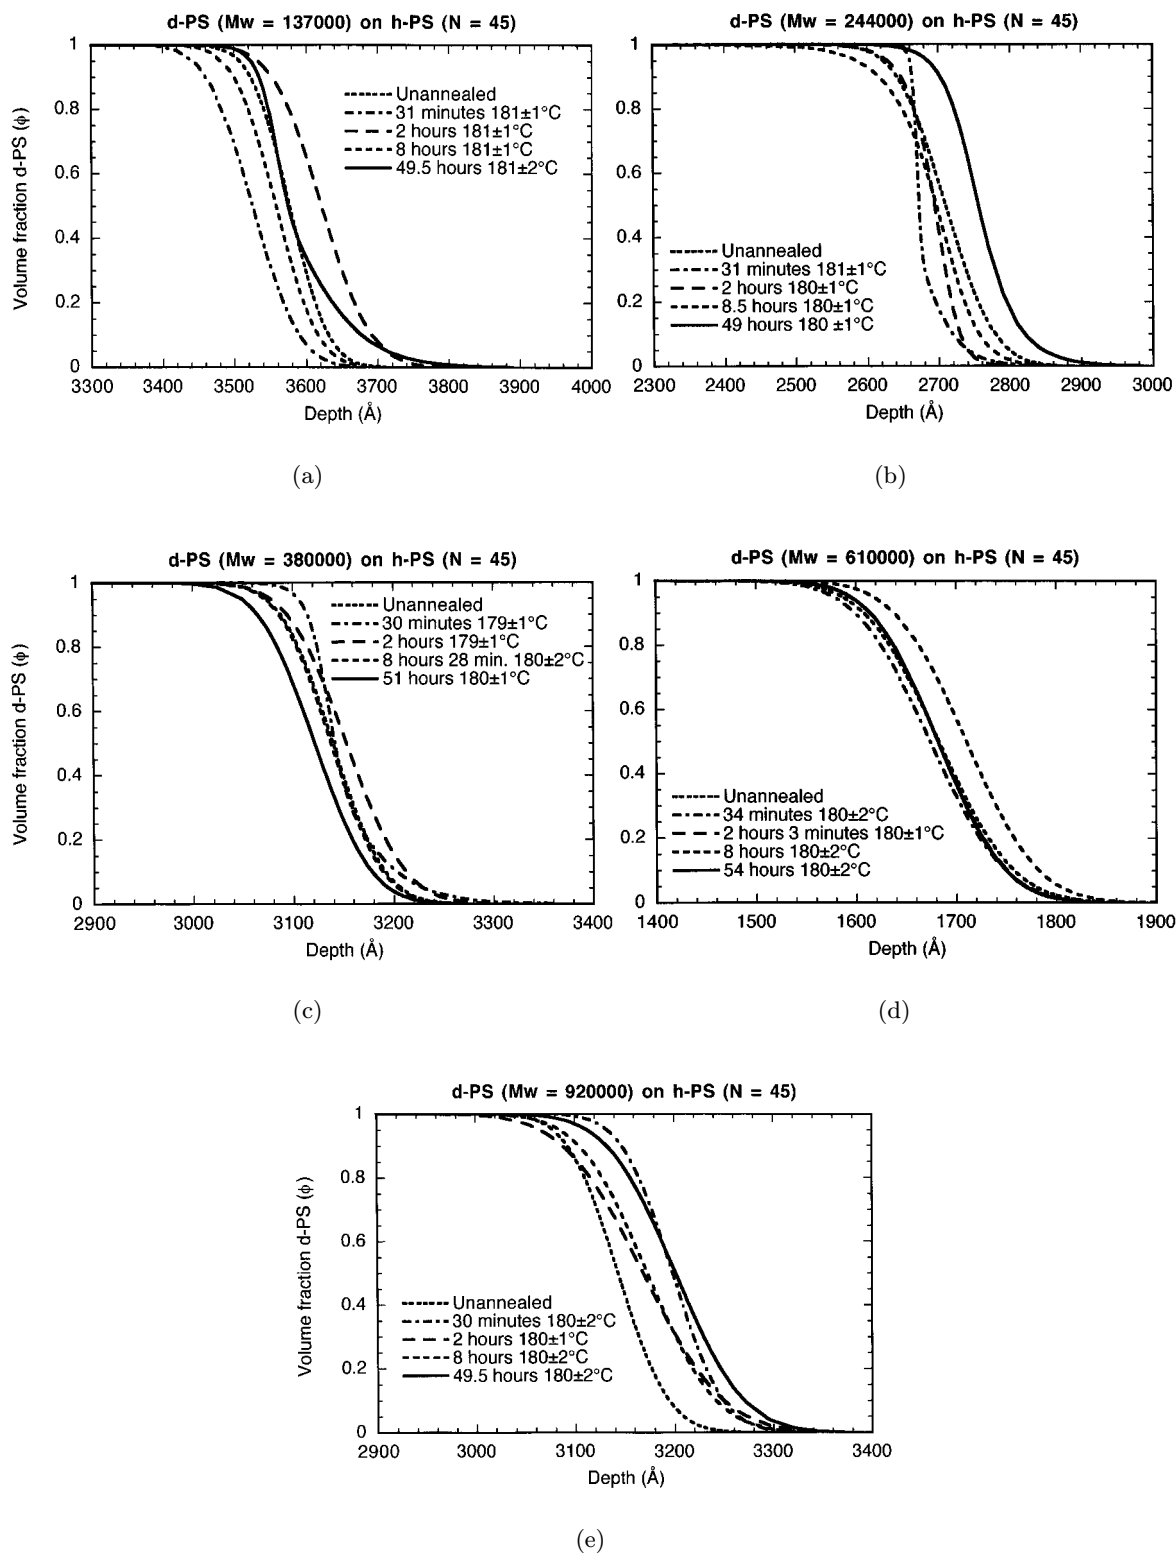 d-PS (Mw = 137000) on h-PS (N = 45)
Volume fraction d-PS (ϕ)
1
0.8
0.6
0.4
0.2
0
Unannealed
31 minutes 181±1°C
2 hours 181±1°C
8 hours 181±1°C
49.5 hours 181±2°C
3300 3400 3500 3600 3700 3800 3900 4000
Depth (Å)
(a)
d-PS (Mw = 244000) on h-PS (N = 45)
1
0.8
0.6
0.4
0.2
0
Unannealed
31 minutes 181±1°C
2 hours 180±1°C
8.5 hours 180±1°C
49 hours 180 ±1°C
2300 2400 2500 2600 2700 2800 2900 3000
Depth (Å)
(b)
d-PS (Mw = 380000) on h-PS (N = 45)
Volume fraction d-PS (ϕ)
1
0.8
0.6
0.4
0.2
0
Unannealed
30 minutes 179±1°C
2 hours 179±1°C
8 hours 28 min. 180±2°C
51 hours 180±1°C
2900 3000 3100 3200 3300 3400
Depth (Å)
(c)
d-PS (Mw = 610000) on h-PS (N = 45)
1
0.8
0.6
0.4
0.2
0
Unannealed
34 minutes 180±2°C
2 hours 3 minutes 180±1°C
8 hours 180±2°C
54 hours 180±2°C
1400 1500 1600 1700 1800 1900
Depth (Å)
(d)
d-PS (Mw = 920000) on h-PS (N = 45)
Volume fraction d-PS (ϕ)
1
0.8
0.6
0.4
0.2
0
Unannealed
30 minutes 180±2°C
2 hours 180±1°C
8 hours 180±2°C
49.5 hours 180±2°C
2900 3000 3100 3200 3300 3400
Depth (Å)
(e)